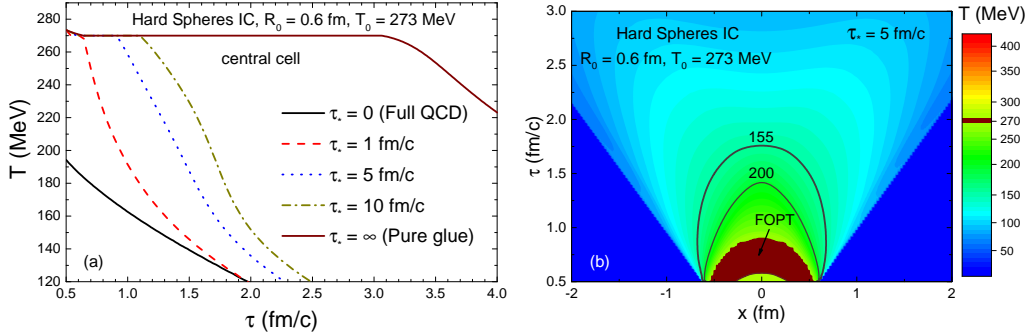 Hard Spheres IC, R₀ = 0.6 fm, T₀ = 273 MeV
central cell
τ* = 0 (Full QCD)
τ* = 1 fm/c
τ* = 5 fm/c
τ* = 10 fm/c
τ* = ∞ (Pure glue)
(a)
T (MeV)
280
260
240
220
200
180
160
140
120
0.5 1.0 1.5 2.0 2.5 3.0 3.5 4.0
τ (fm/c)
Hard Spheres IC
τ* = 5 fm/c
R₀ = 0.6 fm, T₀ = 273 MeV
155
200
FOPT
(b)
τ (fm/c)
3.0
2.5
2.0
1.5
1.0
0.5
-2 -1 0 1 2
x (fm)
T (MeV)
400
350
300
270
250
200
150
100
50
10